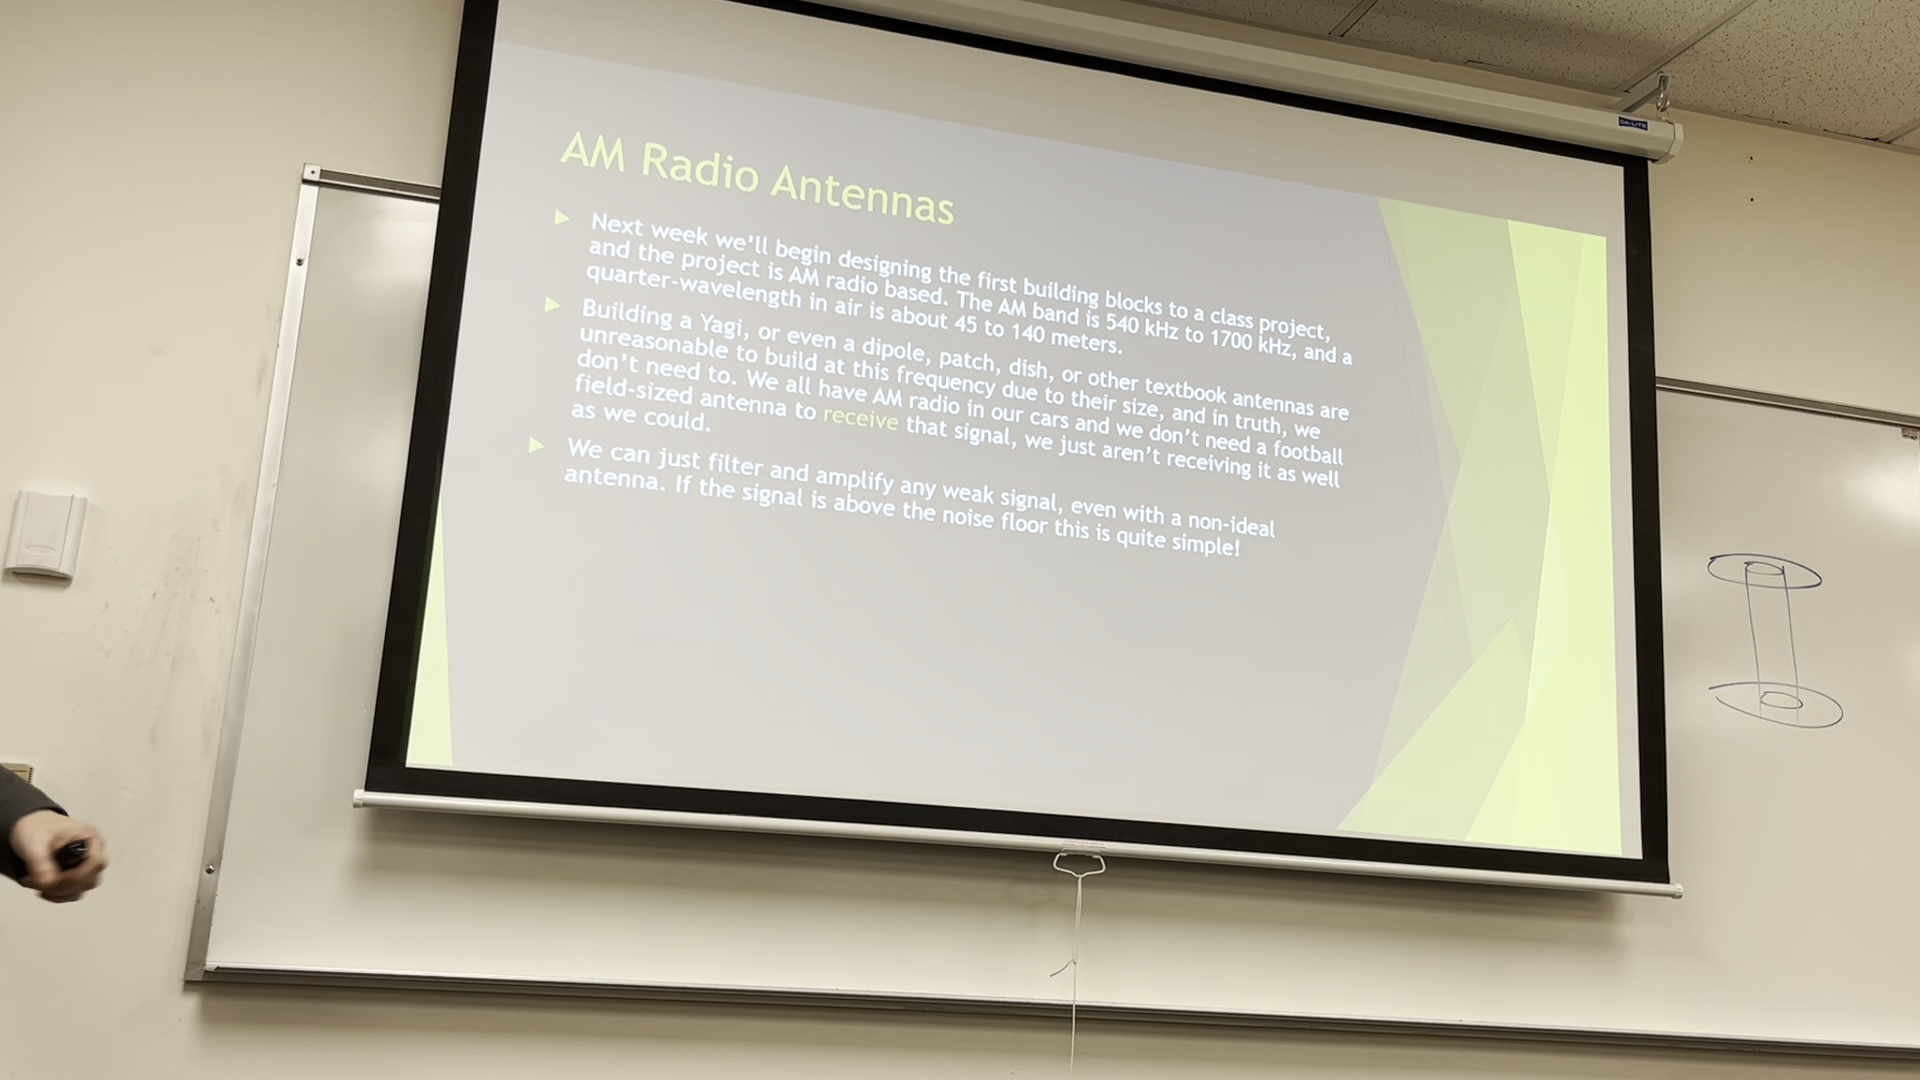 DA-LITE
AM Radio Antennas
Next week we'll begin designing the first building blocks to a class project,
and the project is AM radio based. The AM band is 540 kHz to 1700 kHz, and a
quarter-wavelength in air is about 45 to 140 meters.
Building a Yagi, or even a dipole, patch, dish, or other textbook antennas are
unreasonable to build at this frequency due to their size, and in truth, we
don't need to. We all have AM radio in our cars and we don't need a football
field-sized antenna to receive that signal, we just aren't receiving it as well
as we could.
We can just filter and amplify any weak signal, even with a non-ideal
antenna. If the signal is above the noise floor this is quite simple!